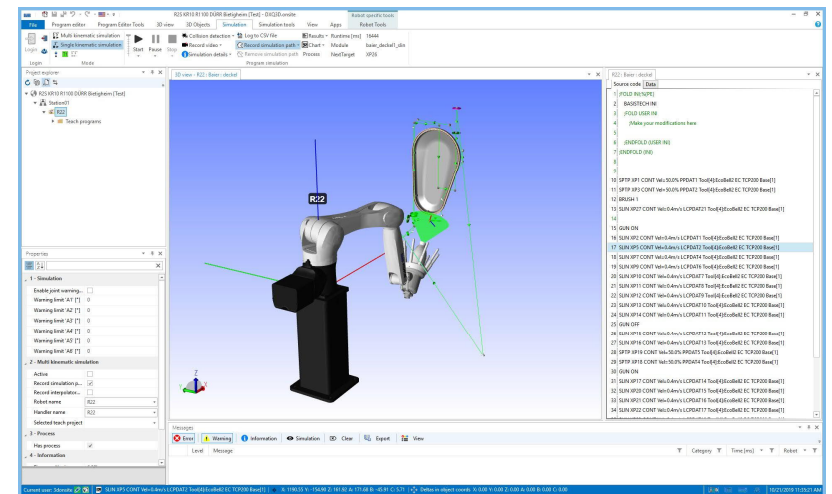 R25 KR10 R1100 DÜRR Bietigheim [Test] - DXQ3D.onsite
Robot specific tools
File Program editor Program Editor Tools 3D view 3D Objects Simulation Simulation tools View Apps Robot Tools
Login
Multi kinematic simulation
Single kinematic simulation
Start Pause Stop
Collision detection Log to CSV file Results Runtime [ms] 16444
Record video Record simulation path Chart Module baier_deckel1_slin
Simulation details Remove simulation path Process NextTarget XP26
Login Mode Program simulation
Project explorer
R25 KR10 R1100 DÜRR Bietigheim [Test]
Station01
R22
Teach programs
Properties
1 - Simulation
Enable joint warning...
Warning limit 'A1' [°] 0
Warning limit 'A2' [°] 0
Warning limit 'A3' [°] 0
Warning limit 'A4' [°] 0
Warning limit 'A5' [°] 0
Warning limit 'A6' [°] 0
2 - Multi kinematic simulation
Active
Record simulation p...
Record interpolator...
Robot name R22
Handler name R22
Selected teach project
3 - Process
Has process
4 - Information
3D view - R22 : Baier : deckel
R22
Z
Y
X
R22 : Baier : deckel
Source code Data
1 ;FOLD INI;%{PE}
2 BASISTECH INI
3 ;FOLD USER INI
4 ;Make your modifications here
5
6 ;ENDFOLD (USER INI)
7 ;ENDFOLD (INI)
8
9
10 SPTP XP1 CONT Vel=50.0% PPDAT1 Tool[4]:EcoBell2 EC TCP200 Base[1]
11 SPTP XP3 CONT Vel=50.0% PPDAT2 Tool[4]:EcoBell2 EC TCP200 Base[1]
12 BRUSH 1
13 SLIN XP27 CONT Vel=0.4m/s LCPDAT21 Tool[4]:EcoBell2 EC TCP200 Base[1]
15 GUN ON
16 SLIN XP2 CONT Vel=0.4m/s LCPDAT1 Tool[4]:EcoBell2 EC TCP200 Base[1]
17 SLIN XP5 CONT Vel=0.4m/s LCPDAT2 Tool[4]:EcoBell2 EC TCP200 Base[1]
18 SLIN XP7 CONT Vel=0.4m/s LCPDAT4 Tool[4]:EcoBell2 EC TCP200 Base[1]
19 SLIN XP9 CONT Vel=0.4m/s LCPDAT6 Tool[4]:EcoBell2 EC TCP200 Base[1]
20 SLIN XP10 CONT Vel=0.4m/s LCPDAT7 Tool[4]:EcoBell2 EC TCP200 Base[1]
21 SLIN XP11 CONT Vel=0.4m/s LCPDAT8 Tool[4]:EcoBell2 EC TCP200 Base[1]
22 SLIN XP12 CONT Vel=0.4m/s LCPDAT9 Tool[4]:EcoBell2 EC TCP200 Base[1]
23 SLIN XP13 CONT Vel=0.4m/s LCPDAT10 Tool[4]:EcoBell2 EC TCP200 Base[1]
24 SLIN XP14 CONT Vel=0.4m/s LCPDAT11 Tool[4]:EcoBell2 EC TCP200 Base[1]
25 GUN OFF
27 SLIN XP16 CONT Vel=0.4m/s LCPDAT13 Tool[4]:EcoBell2 EC TCP200 Base[1]
28 SPTP XP19 CONT Vel=50.0% PPDAT5 Tool[4]:EcoBell2 EC TCP200 Base[1]
29 SPTP XP18 CONT Vel=50.0% PPDAT4 Tool[4]:EcoBell2 EC TCP200 Base[1]
30 GUN ON
31 SLIN XP17 CONT Vel=0.4m/s LCPDAT14 Tool[4]:EcoBell2 EC TCP200 Base[1]
32 SLIN XP20 CONT Vel=0.4m/s LCPDAT15 Tool[4]:EcoBell2 EC TCP200 Base[1]
33 SLIN XP21 CONT Vel=0.4m/s LCPDAT16 Tool[4]:EcoBell2 EC TCP200 Base[1]
34 SLIN XP22 CONT Vel=0.4m/s LCPDAT17 Tool[4]:EcoBell2 EC TCP200 Base[1]
Messages
Error Warning Information Simulation Clear Export View
Level Message Category Time [ms] Robot
Current user: 3donsite SLIN XP5 CONT Vel=0.4m/s LCPDAT2 Tool[4]:EcoBell2 EC TCP200 Base[1] X: 1190.55 Y: -154.90 Z: 161.92 A: 171.68 B: -45.91 C: 5.71 Deltas in object coords X: 0.00 Y: 0.00 Z: 0.00 A: 0.00 B: 0.00 C: 0.00 10/21/2019 11:35:21 AM